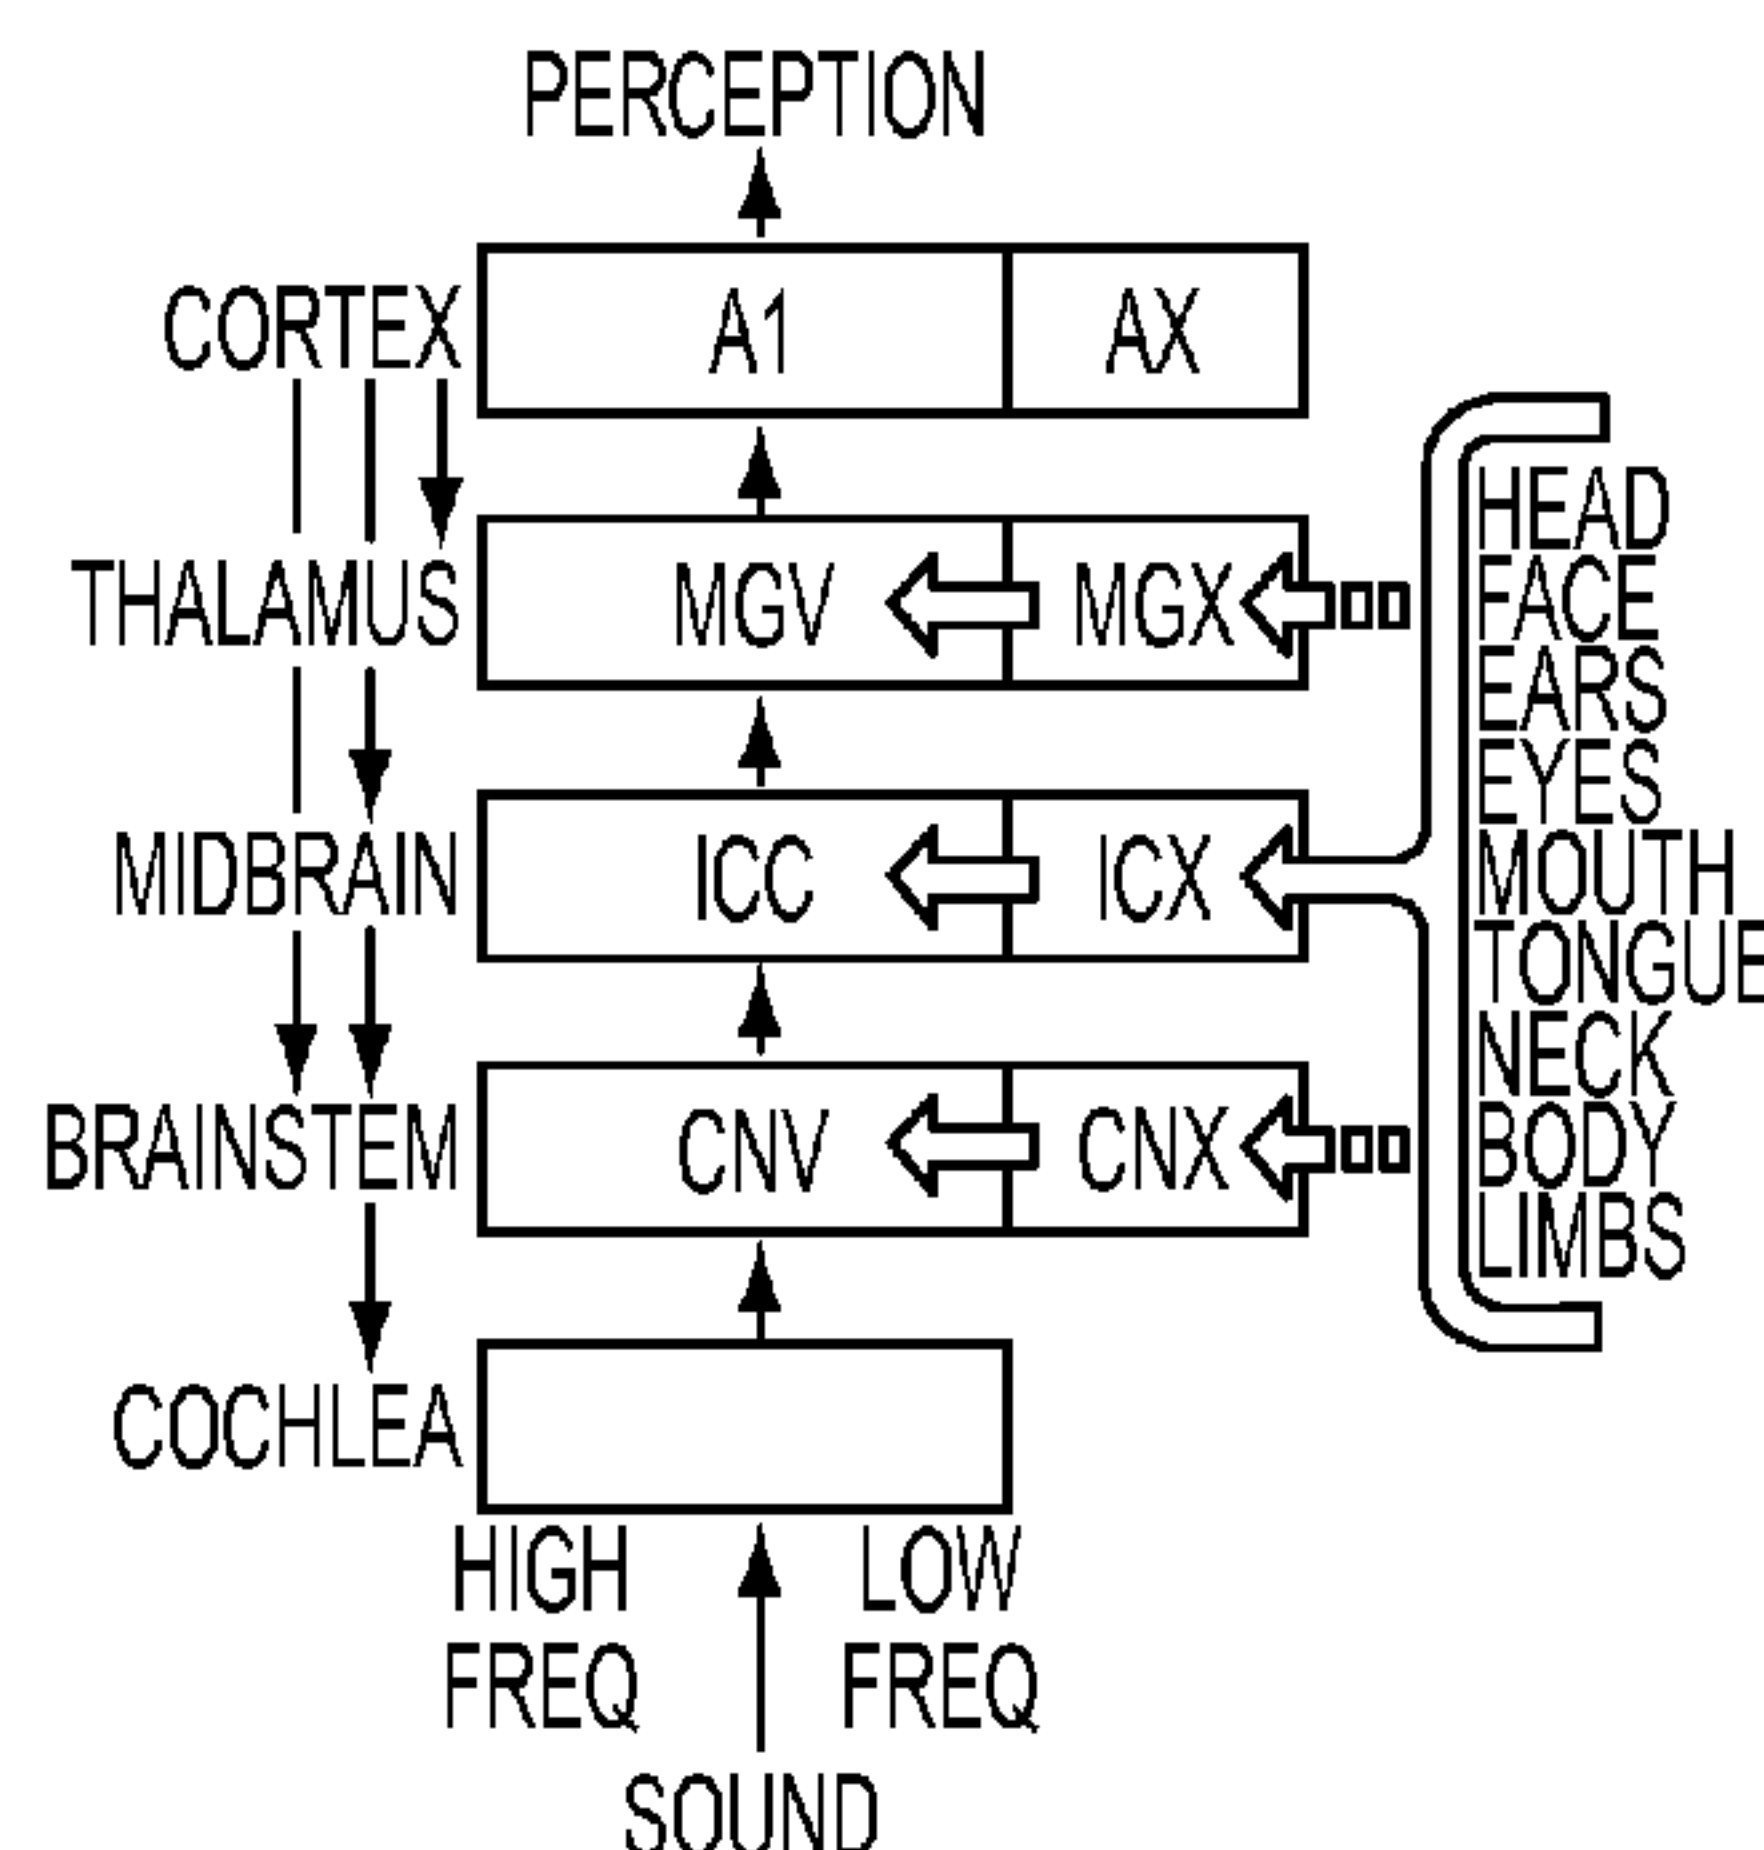 PERCEPTION
CORTEX A1 AX
THALAMUS MGV MGX
MIDBRAIN ICC ICX
BRAINSTEM CNV CNX
COCHLEA
HIGH LOW
FREQ FREQ
SOUND
HEAD
FACE
EARS
EYES
MOUTH
TONGUE
NECK
BODY
LIMBS